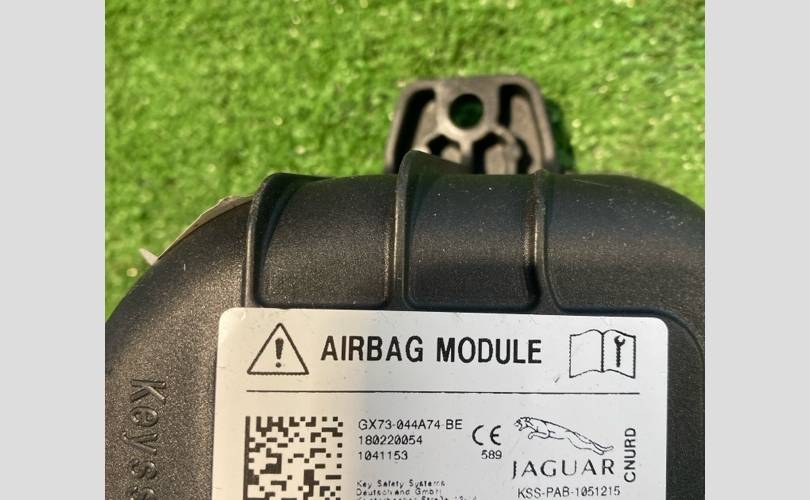 AIRBAG MODULE
GX73-044A74-BE
180220054
1041153
CE
589
JAGUAR
CNURD
KSS-PAB-1051215
Key Safety Systems
Deutschland GmbH
Keyss